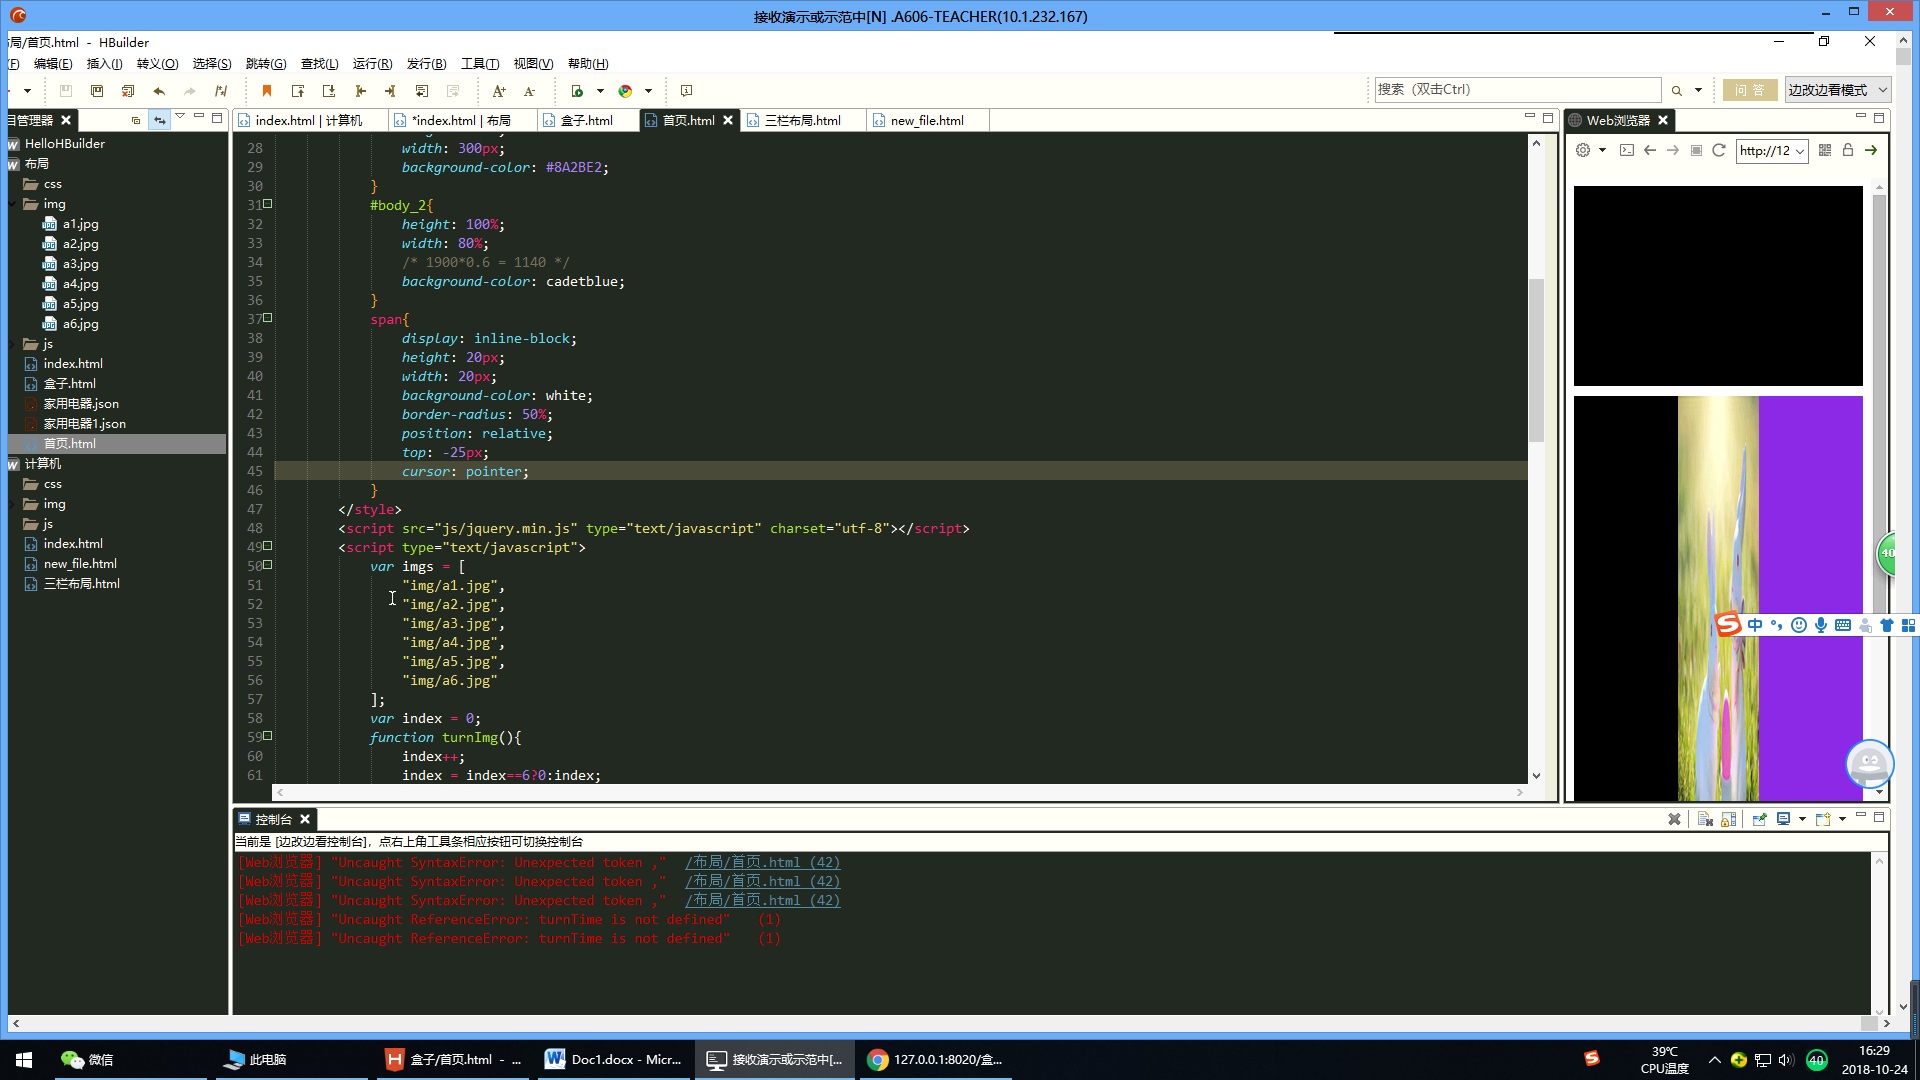 接收演示或示范中[N] .A606-TEACHER(10.1.232.167)
局/首页.html - HBuilder
(F) 编辑(E) 插入(I) 转义(O) 选择(S) 跳转(G) 查找(L) 运行(R) 发行(B) 工具(T) 视图(V) 帮助(H)
搜索（双击Ctrl） 问 答 边改边看模式
目管理器
index.html | 计算机 *index.html | 布局 盒子.html 首页.html 三栏布局.html new_file.html
Web浏览器
http://12
HelloHBuilder
布局
css
img
a1.jpg
a2.jpg
a3.jpg
a4.jpg
a5.jpg
a6.jpg
js
index.html
盒子.html
家用电器.json
家用电器1.json
首页.html
计算机
css
img
js
index.html
new_file.html
三栏布局.html
28 width: 300px;
29 background-color: #8A2BE2;
30 }
31 #body_2{
32 height: 100%;
33 width: 80%;
34 /* 1900*0.6 = 1140 */
35 background-color: cadetblue;
36 }
37 span{
38 display: inline-block;
39 height: 20px;
40 width: 20px;
41 background-color: white;
42 border-radius: 50%;
43 position: relative;
44 top: -25px;
45 cursor: pointer;
46 }
47 </style>
48 <script src="js/jquery.min.js" type="text/javascript" charset="utf-8"></script>
49 <script type="text/javascript">
50 var imgs = [
51 "img/a1.jpg",
52 "img/a2.jpg",
53 "img/a3.jpg",
54 "img/a4.jpg",
55 "img/a5.jpg",
56 "img/a6.jpg"
57 ];
58 var index = 0;
59 function turnImg(){
60 index++;
61 index = index==6?0:index;
40
中
控制台
当前是 [边改边看控制台]，点右上角工具条相应按钮可切换控制台
[Web浏览器] "Uncaught SyntaxError: Unexpected token ," /布局/首页.html (42)
[Web浏览器] "Uncaught SyntaxError: Unexpected token ," /布局/首页.html (42)
[Web浏览器] "Uncaught SyntaxError: Unexpected token ," /布局/首页.html (42)
[Web浏览器] "Uncaught ReferenceError: turnTime is not defined" (1)
[Web浏览器] "Uncaught ReferenceError: turnTime is not defined" (1)
微信 此电脑 盒子/首页.html - ... Doc1.docx - Micr... 接收演示或示范中[... 127.0.0.1:8020/盒...
39℃
CPU温度
40
16:29
2018-10-24